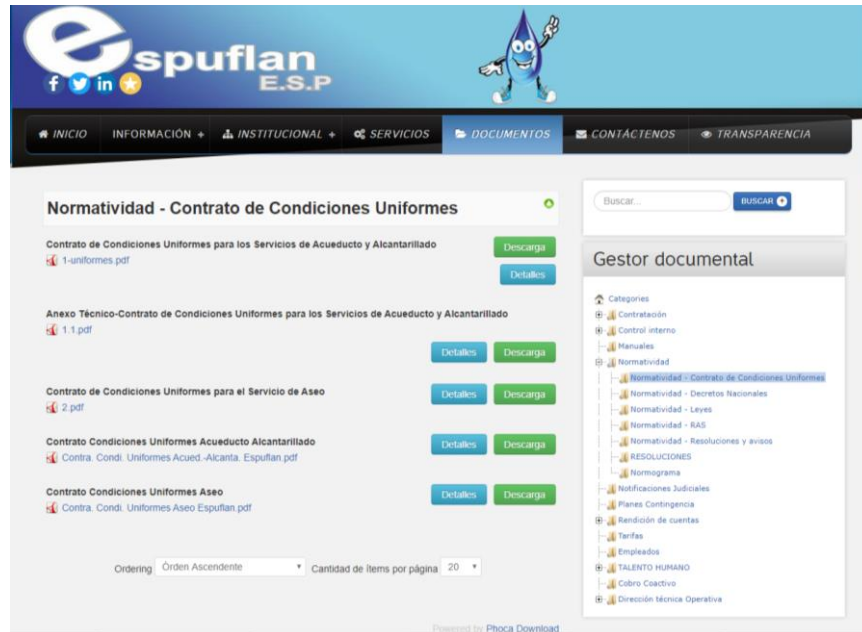 espuflan
E.S.P
INICIO
INFORMACIÓN +
INSTITUCIONAL +
SERVICIOS
DOCUMENTOS
CONTÁCTENOS
TRANSPARENCIA
Normatividad - Contrato de Condiciones Uniformes
Contrato de Condiciones Uniformes para los Servicios de Acueducto y Alcantarillado
1-uniformes.pdf
Descarga
Detalles
Anexo Técnico-Contrato de Condiciones Uniformes para los Servicios de Acueducto y Alcantarillado
1.1.pdf
Detalles Descarga
Contrato de Condiciones Uniformes para el Servicio de Aseo
2.pdf
Detalles Descarga
Contrato Condiciones Uniformes Acueducto Alcantarillado
Contra. Condi. Uniformes Acued.-Alcanta. Espuflan.pdf
Detalles Descarga
Contrato Condiciones Uniformes Aseo
Contra. Condi. Uniformes Aseo Espuflan.pdf
Detalles Descarga
Ordering Órden Ascendente Cantidad de ítems por página 20
Powered by Phoca Download
Buscar... BUSCAR
Gestor documental
Categories
Contratación
Control interno
Manuales
Normatividad
Normatividad - Contrato de Condiciones Uniformes
Normatividad - Decretos Nacionales
Normatividad - Leyes
Normatividad - RAS
Normatividad - Resoluciones y avisos
RESOLUCIONES
Normograma
Notificaciones Judiciales
Planes Contingencia
Rendición de cuentas
Tarifas
Empleados
TALENTO HUMANO
Cobro Coactivo
Dirección técnica Operativa